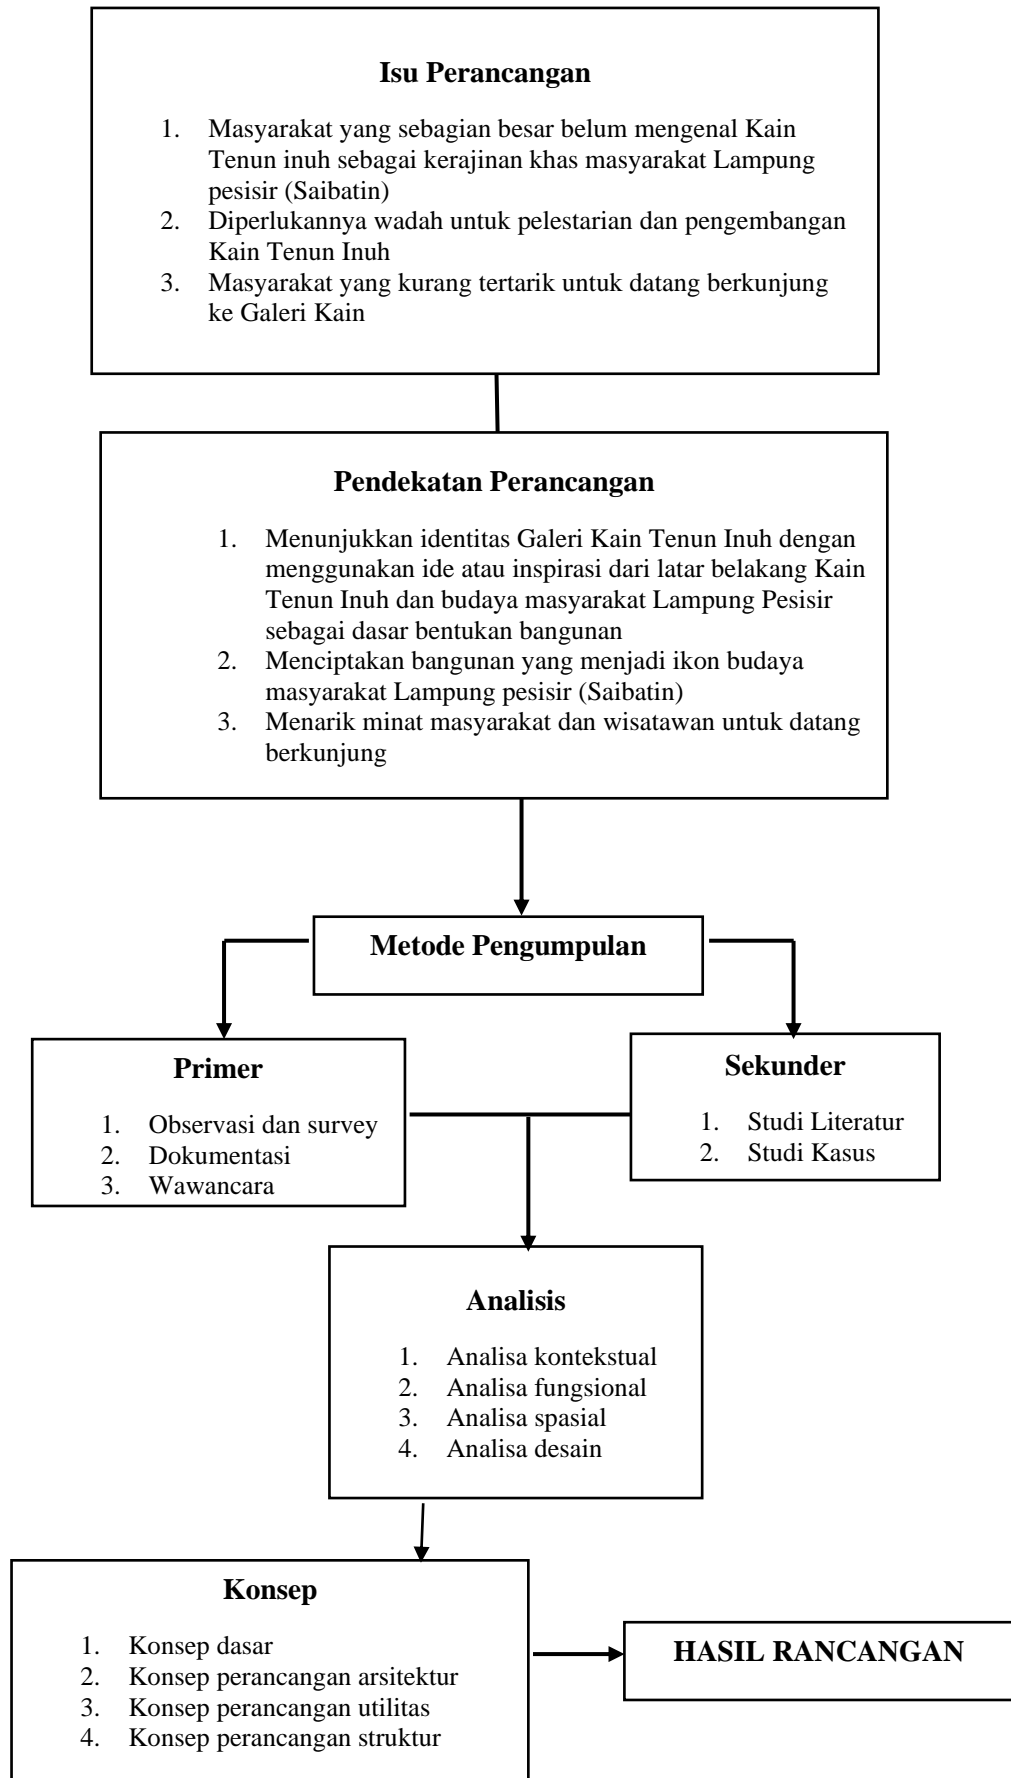 Isu Perancangan
1. Masyarakat yang sebagian besar belum mengenal Kain
Tenun inuh sebagai kerajinan khas masyarakat Lampung
pesisir (Saibatin)
2. Diperlukannya wadah untuk pelestarian dan pengembangan
Kain Tenun Inuh
3. Masyarakat yang kurang tertarik untuk datang berkunjung
ke Galeri Kain
Pendekatan Perancangan
1. Menunjukkan identitas Galeri Kain Tenun Inuh dengan
menggunakan ide atau inspirasi dari latar belakang Kain
Tenun Inuh dan budaya masyarakat Lampung Pesisir
sebagai dasar bentukan bangunan
2. Menciptakan bangunan yang menjadi ikon budaya
masyarakat Lampung pesisir (Saibatin)
3. Menarik minat masyarakat dan wisatawan untuk datang
berkunjung
Metode Pengumpulan
Primer
1. Observasi dan survey
2. Dokumentasi
3. Wawancara
Sekunder
1. Studi Literatur
2. Studi Kasus
Analisis
1. Analisa kontekstual
2. Analisa fungsional
3. Analisa spasial
4. Analisa desain
Konsep
1. Konsep dasar
2. Konsep perancangan arsitektur
3. Konsep perancangan utilitas
4. Konsep perancangan struktur
HASIL RANCANGAN